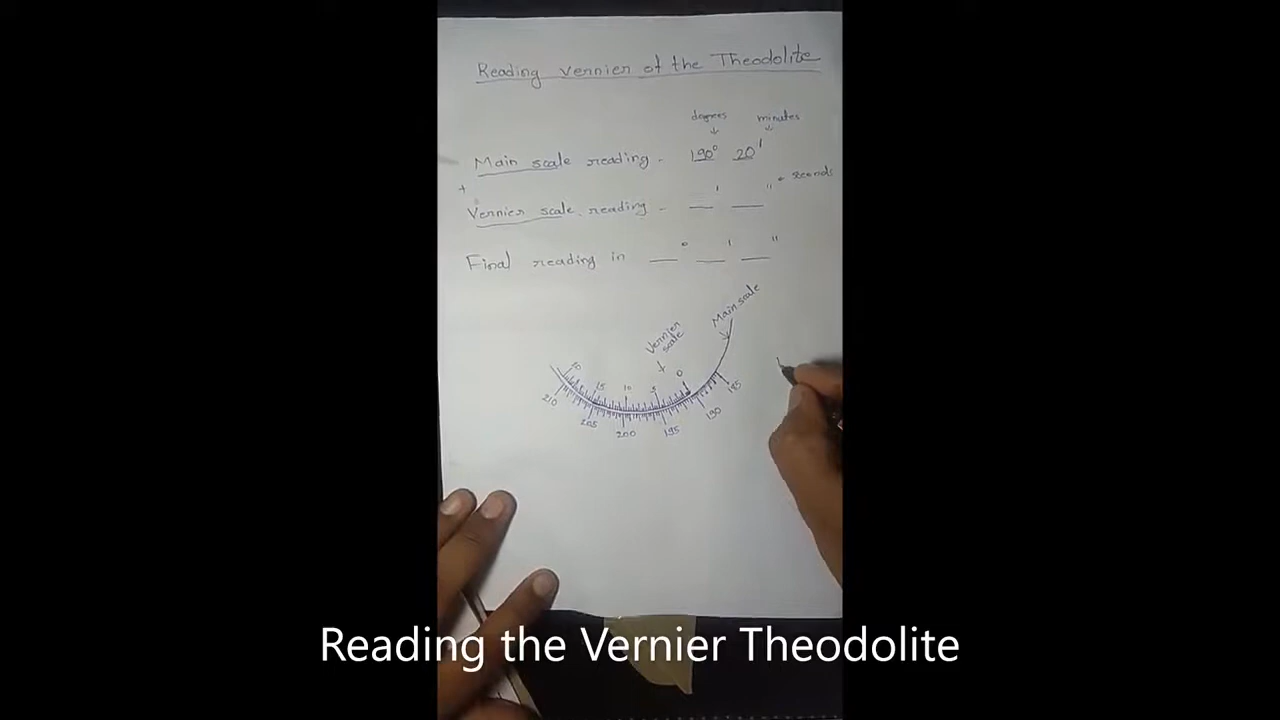 Reading vernier of the Theodolite
degrees minutes
Main scale reading - 190° 20'
+ ← seconds
Vernier scale reading - __' __"
Final reading in __° __' __"
Main scale
Vernier scale
20 15 10 5 0
210 205 200 195 190 185
Reading the Vernier Theodolite